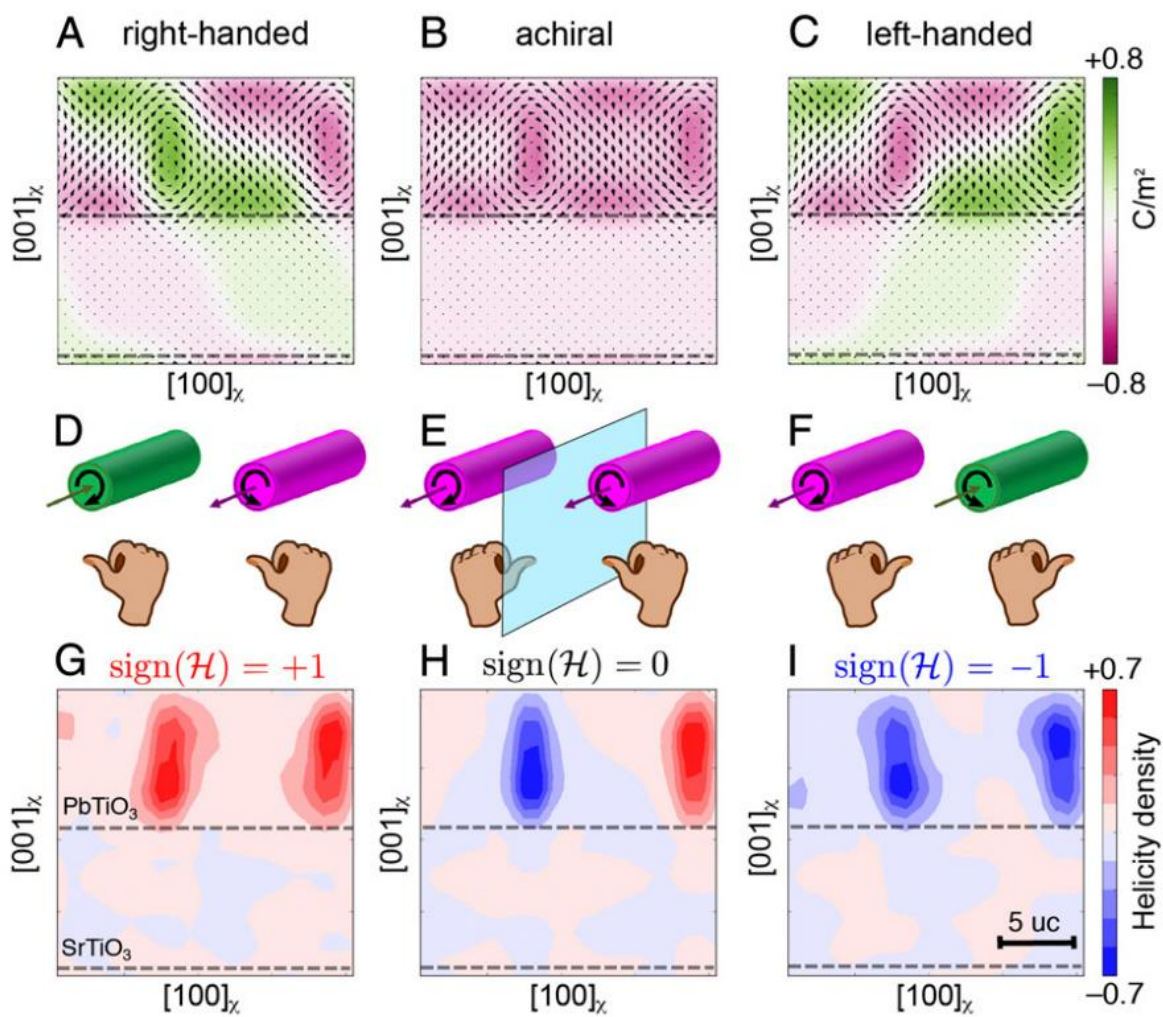 A right-handed
B achiral
C left-handed
+0.8
C/m²
−0.8
[001]χ
[001]χ
[001]χ
[100]χ
[100]χ
[100]χ
D
E
F
G sign(ℋ) = +1
H sign(ℋ) = 0
I sign(ℋ) = −1
+0.7
Helicity density
−0.7
[001]χ
[001]χ
[001]χ
PbTiO₃
SrTiO₃
5 uc
[100]χ
[100]χ
[100]χ